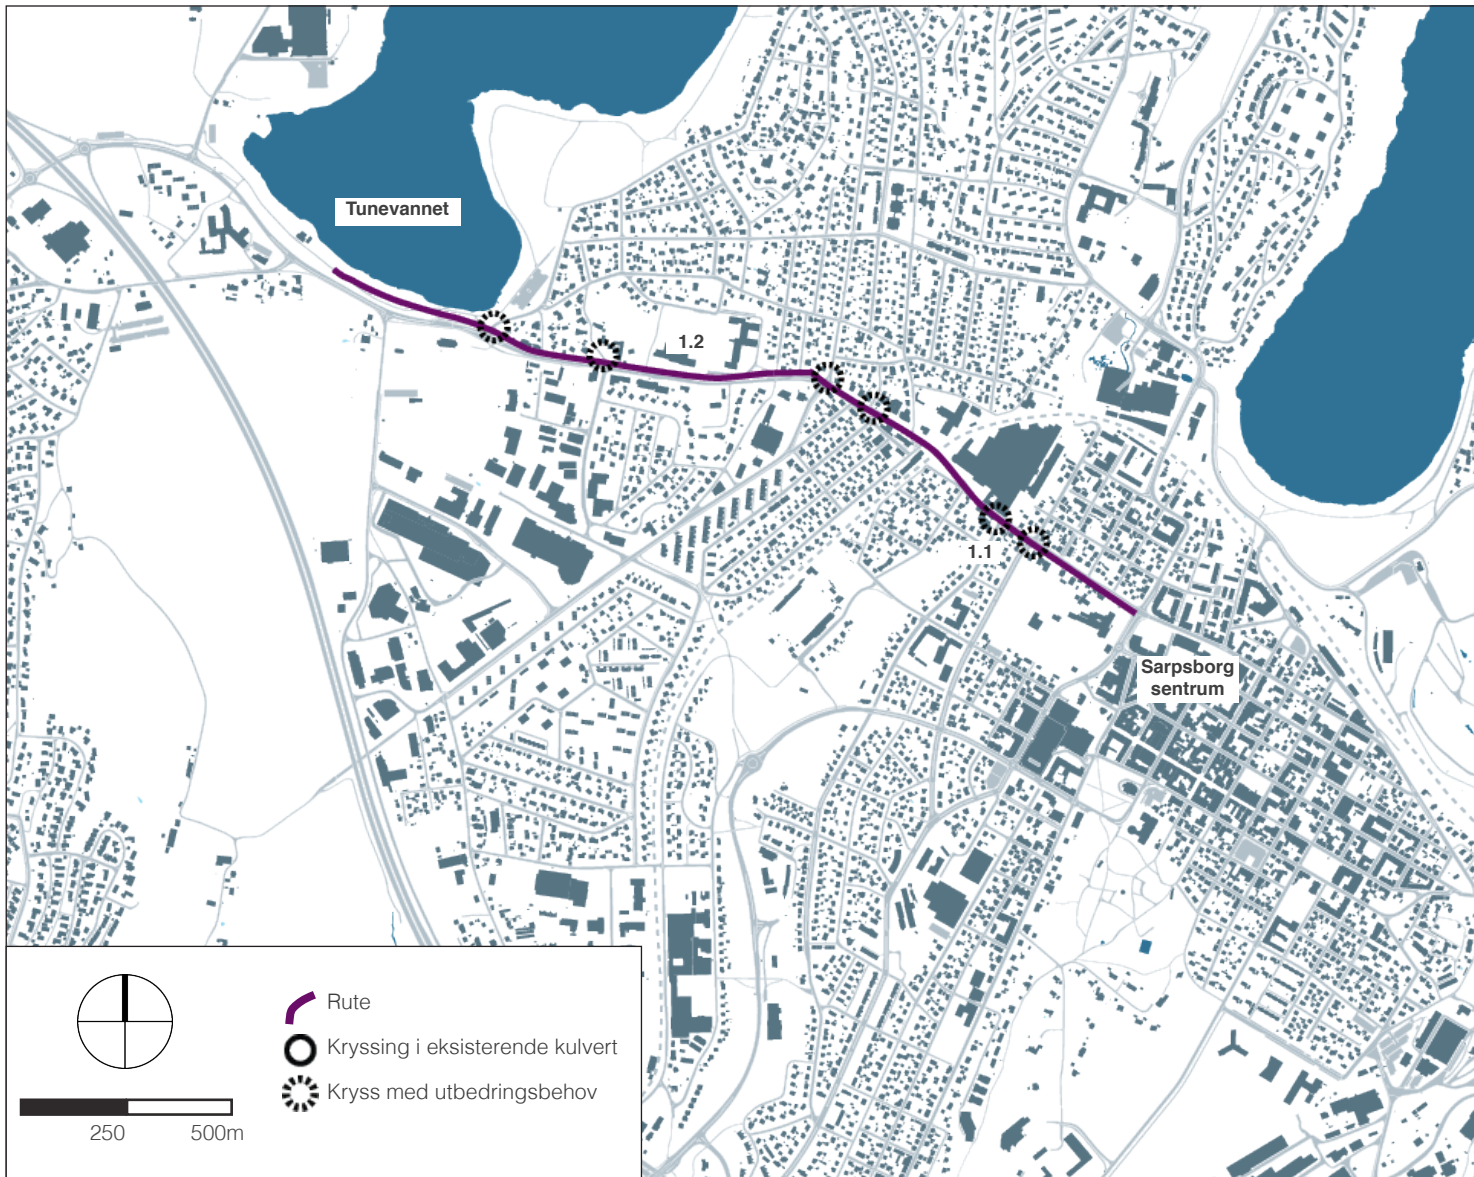 Tunevannet
1.2
1.1
Sarpsborg
sentrum
Rute
Kryssing i eksisterende kulvert
Kryss med utbedringsbehov
250 500m